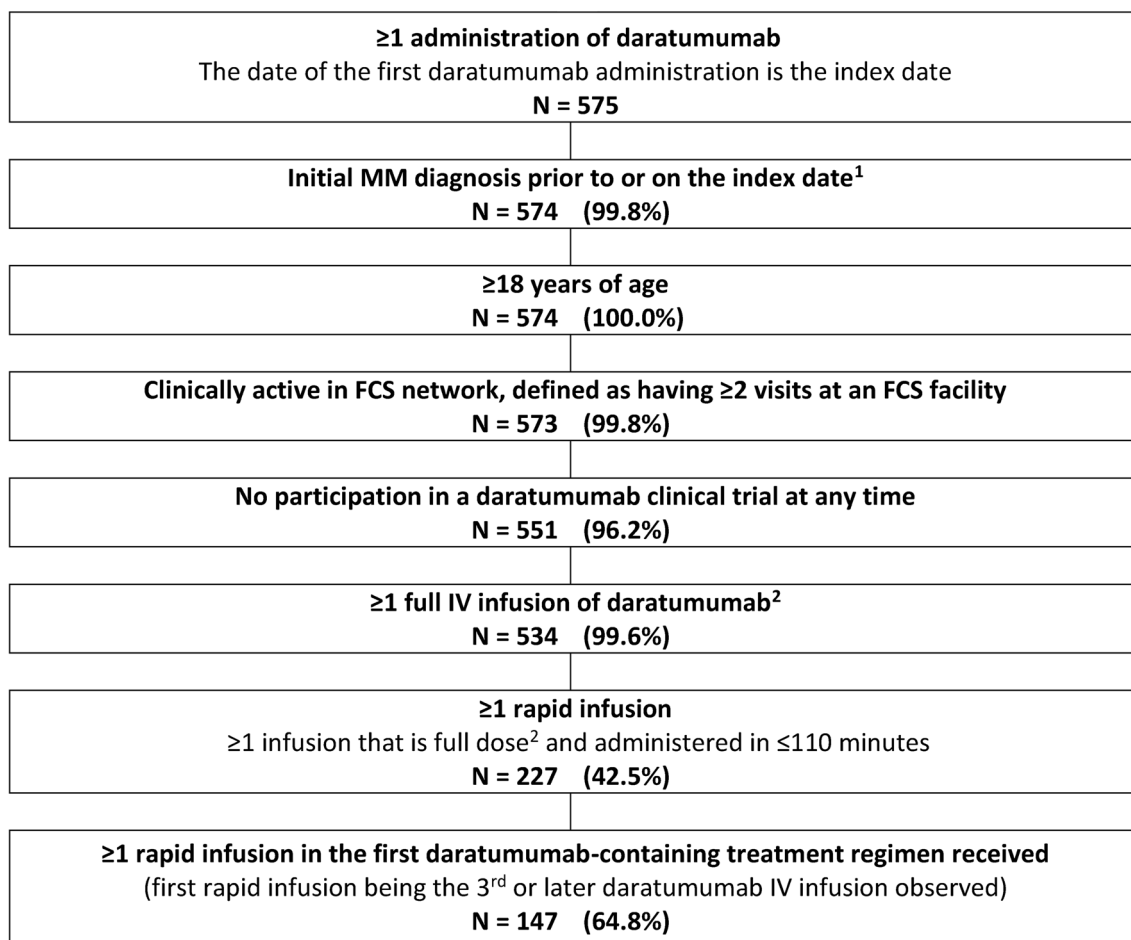 ≥1 administration of daratumumab
The date of the first daratumumab administration is the index date
N = 575
Initial MM diagnosis prior to or on the index date¹
N = 574 (99.8%)
≥18 years of age
N = 574 (100.0%)
Clinically active in FCS network, defined as having ≥2 visits at an FCS facility
N = 573 (99.8%)
No participation in a daratumumab clinical trial at any time
N = 551 (96.2%)
≥1 full IV infusion of daratumumab²
N = 534 (99.6%)
≥1 rapid infusion
≥1 infusion that is full dose² and administered in ≤110 minutes
N = 227 (42.5%)
≥1 rapid infusion in the first daratumumab-containing treatment regimen received
(first rapid infusion being the 3rd or later daratumumab IV infusion observed)
N = 147 (64.8%)